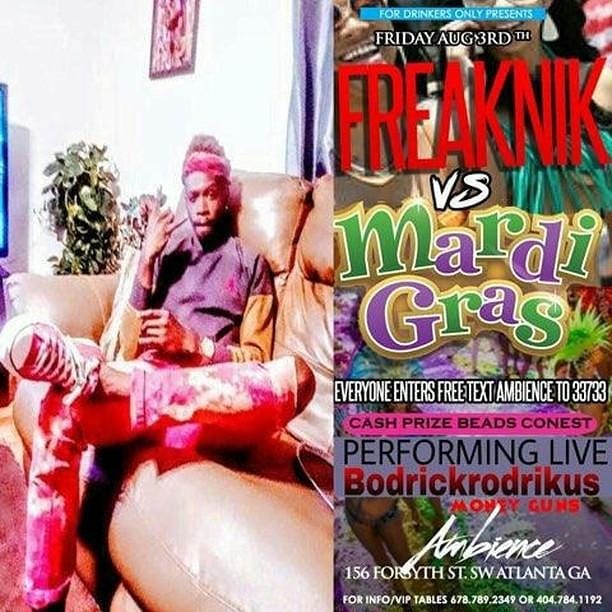 FOR DRINKERS ONLY PRESENTS
FRIDAY AUG 3RD TH
FREAKNIK
VS
Mardi
Gras
EVERYONE ENTERS FREE TEXT AMBIENCE TO 33733
CASH PRIZE BEADS CONEST
PERFORMING LIVE
Bodrickrodrikus
MONEY GUNS
Ambience
156 FORSYTH ST. SW ATLANTA GA
FOR INFO/VIP TABLES 678.789.2349 OR 404.784.1192